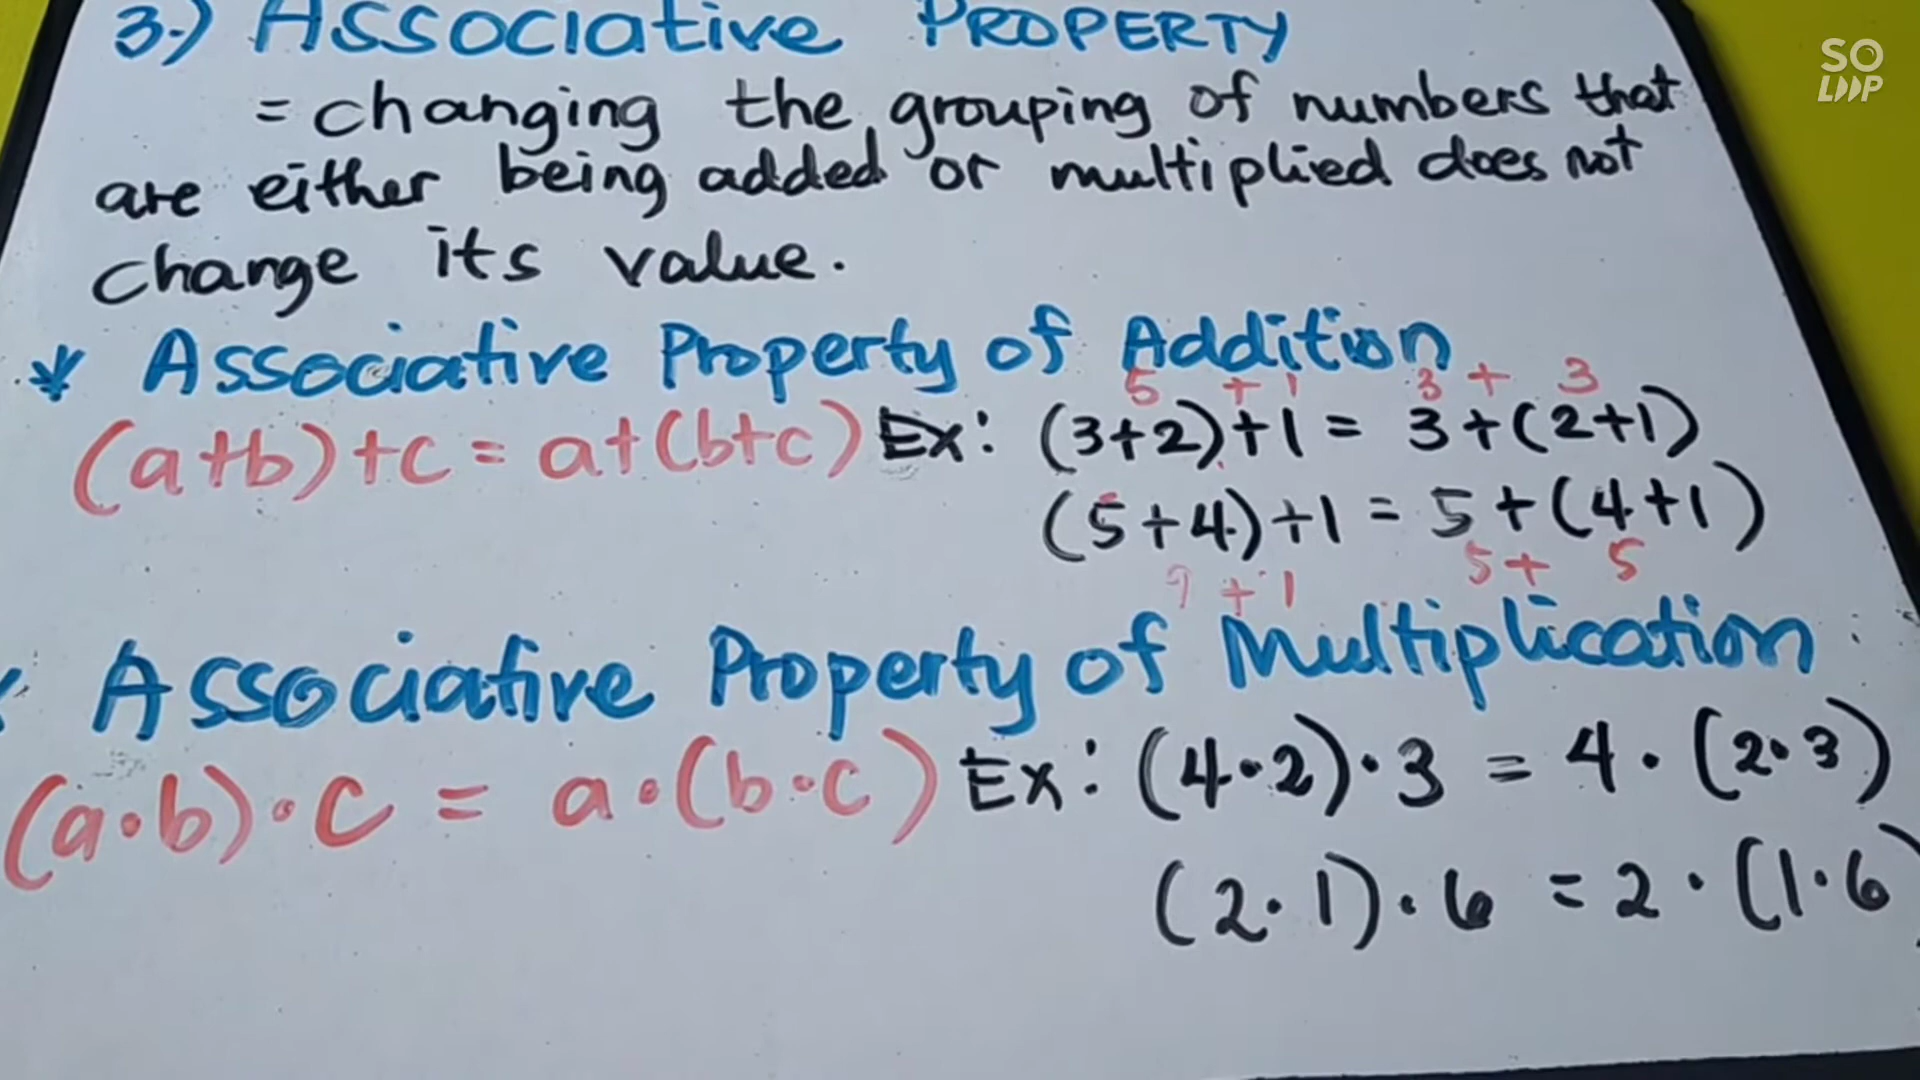 3.) Associative PROPERTY
= changing the grouping of numbers that
are either being added or multiplied does not
change its value.
* Associative Property of Addition
5 + 1 3 + 3
(a+b)+c = a+(b+c) Ex: (3+2)+1 = 3+(2+1)
(5+4)+1 = 5+(4+1)
9 + 1 5 + 5
Associative Property of Multiplication
(a·b)·c = a·(b·c) Ex: (4·2)·3 = 4·(2·3)
(2·1)·6 = 2·(1·6)
SO
LOOP